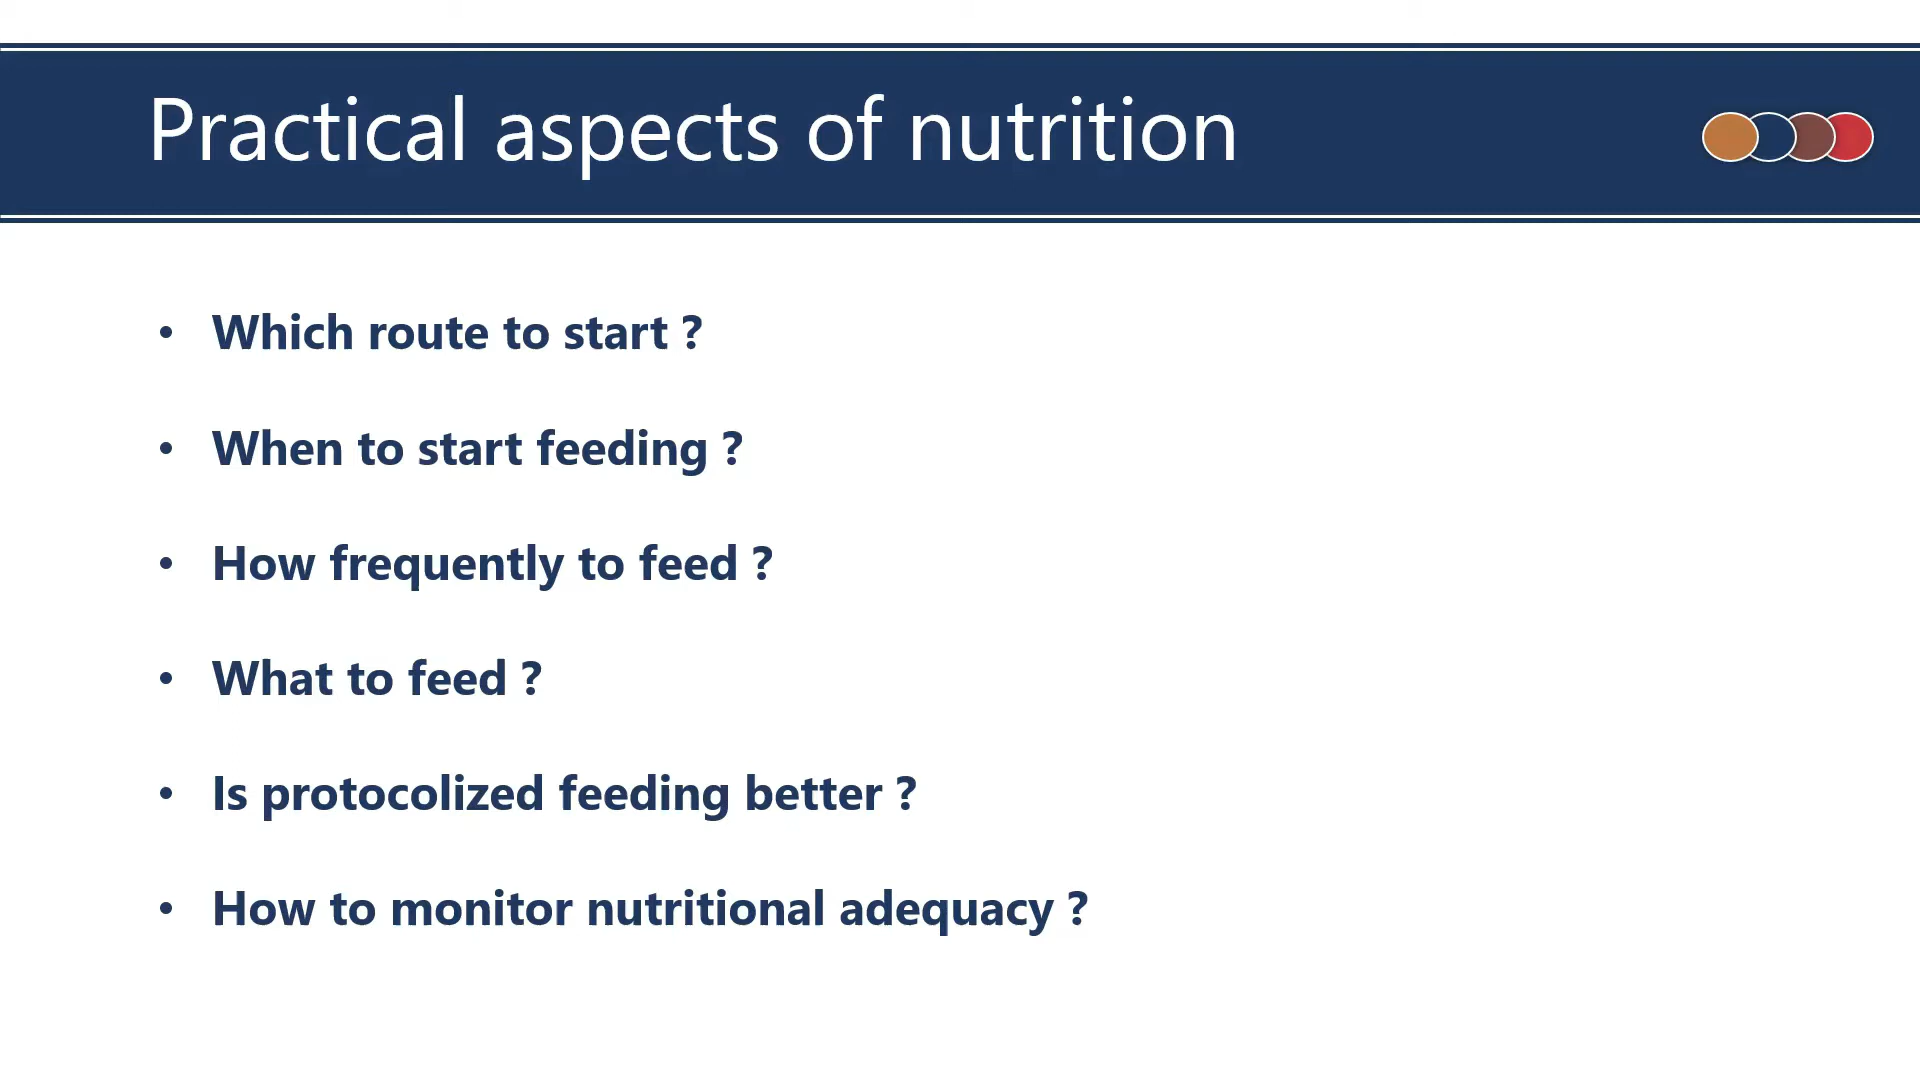 Practical aspects of nutrition
• Which route to start ?
• When to start feeding ?
• How frequently to feed ?
• What to feed ?
• Is protocolized feeding better ?
• How to monitor nutritional adequacy ?